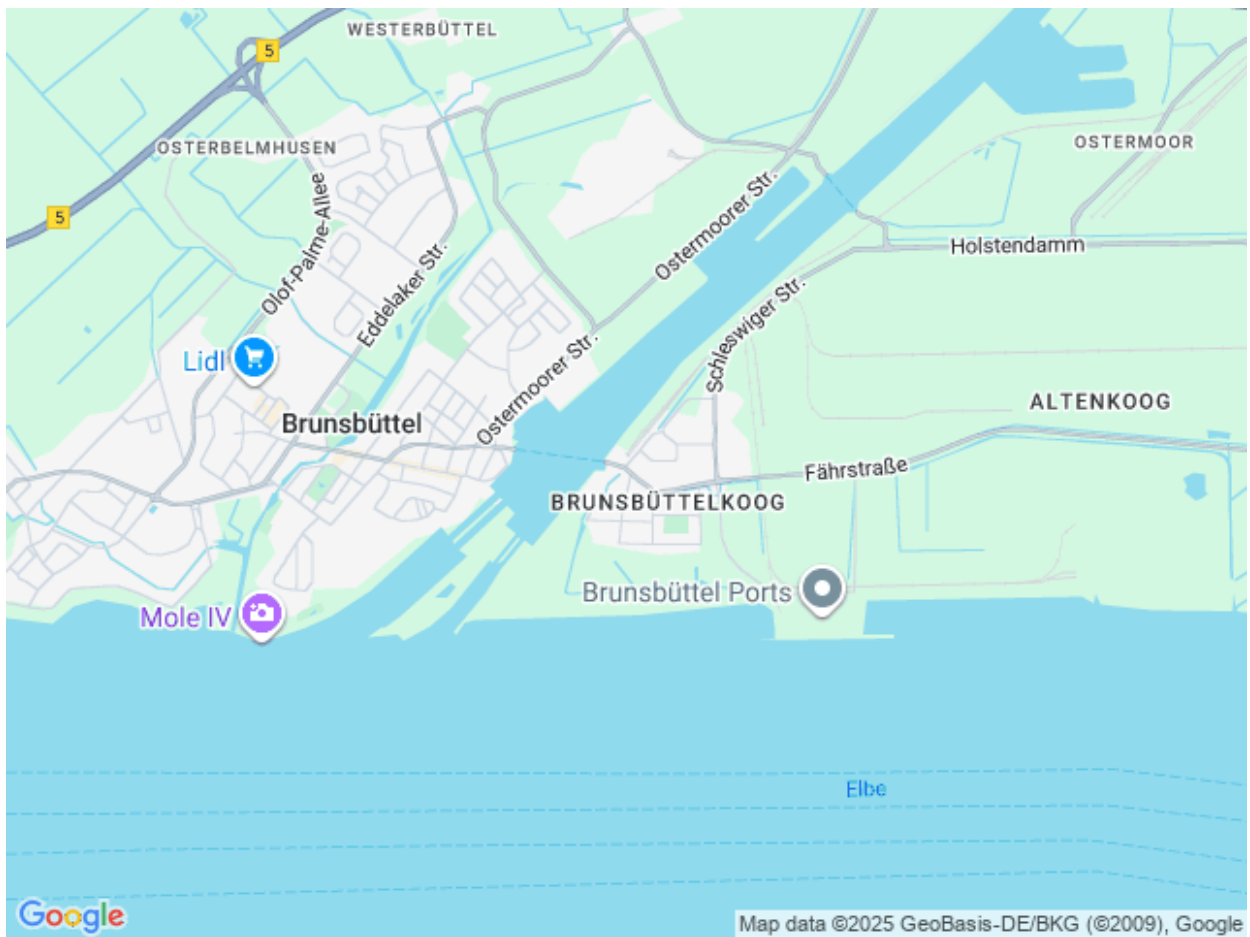 WESTERBÜTTEL
5
OSTERBELMHUSEN
OSTERMOOR
5
Olof-Palme-Allee
Eddelaker Str.
Ostermoorer Str.
Holstendamm
Schleswiger Str.
Lidl
Ostermoorer Str.
Brunsbüttel
ALTENKOOG
Fährstraße
BRUNSBÜTTELKOOG
Brunsbüttel Ports
Mole IV
Elbe
Google
Map data ©2025 GeoBasis-DE/BKG (©2009), Google